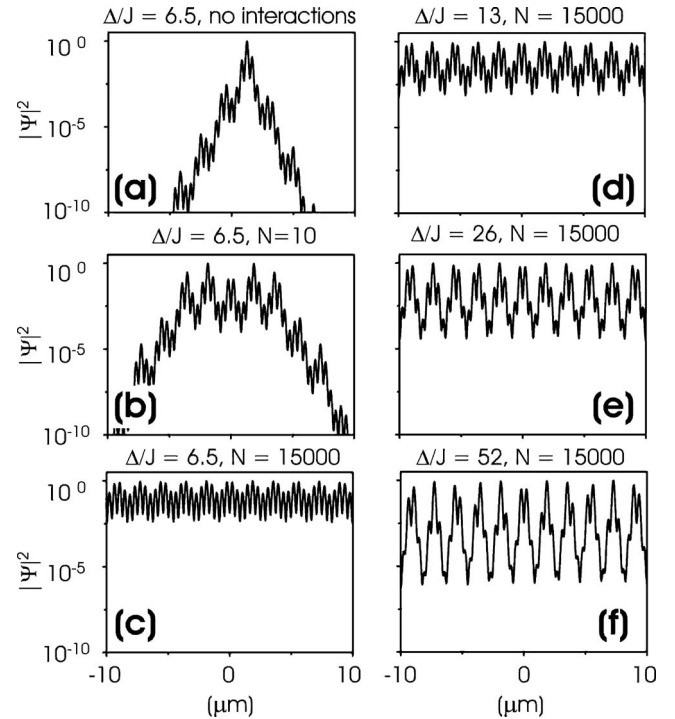 Δ/J = 6.5, no interactions
|Ψ|²
10⁰
10⁻⁵
10⁻¹⁰
(a)
Δ/J = 6.5, N=10
|Ψ|²
10⁰
10⁻⁵
10⁻¹⁰
(b)
Δ/J = 6.5, N = 15000
|Ψ|²
10⁰
10⁻⁵
10⁻¹⁰
(c)
-10
0
10
(μm)
Δ/J = 13, N = 15000
(d)
Δ/J = 26, N = 15000
(e)
Δ/J = 52, N = 15000
(f)
-10
0
10
(μm)